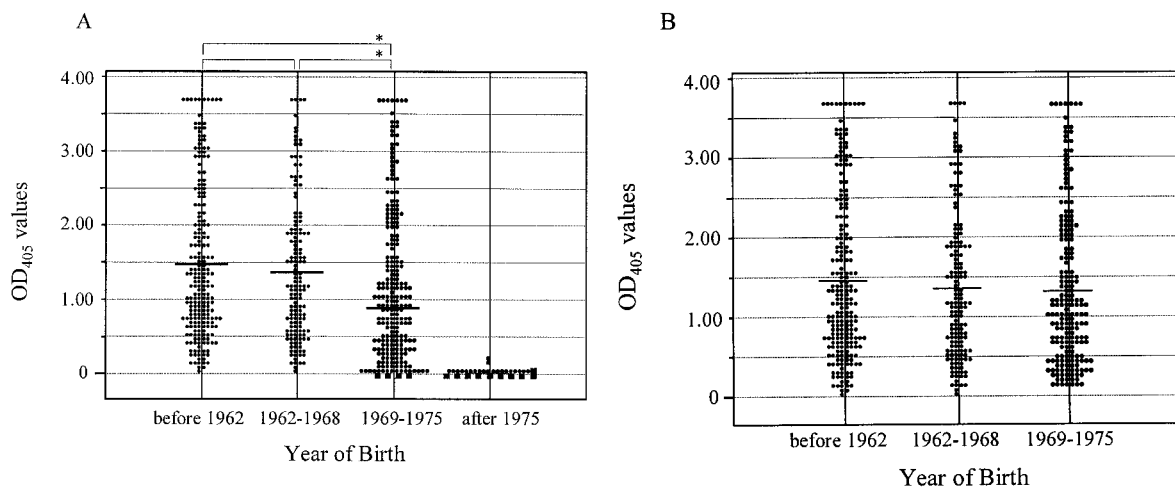 A
*
*
4.00
3.00
2.00
1.00
0
OD405 values
before 1962 1962-1968 1969-1975 after 1975
Year of Birth
B
4.00
3.00
2.00
1.00
0
OD405 values
before 1962 1962-1968 1969-1975
Year of Birth